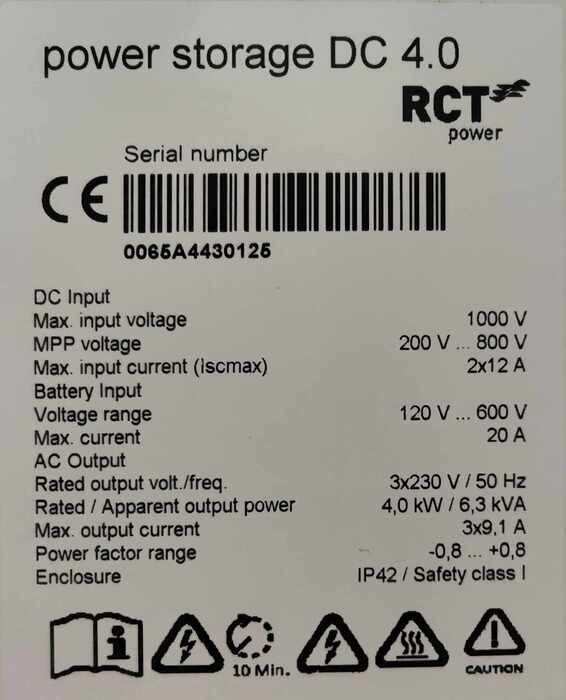 power storage DC 4.0
RCT
power
Serial number
CE
0065A4430125
DC Input
Max. input voltage 1000 V
MPP voltage 200 V ... 800 V
Max. input current (Iscmax) 2x12 A
Battery Input
Voltage range 120 V ... 600 V
Max. current 20 A
AC Output
Rated output volt./freq. 3x230 V / 50 Hz
Rated / Apparent output power 4,0 kW / 6,3 kVA
Max. output current 3x9,1 A
Power factor range -0,8 ... +0,8
Enclosure IP42 / Safety class I
10 Min.
CAUTION